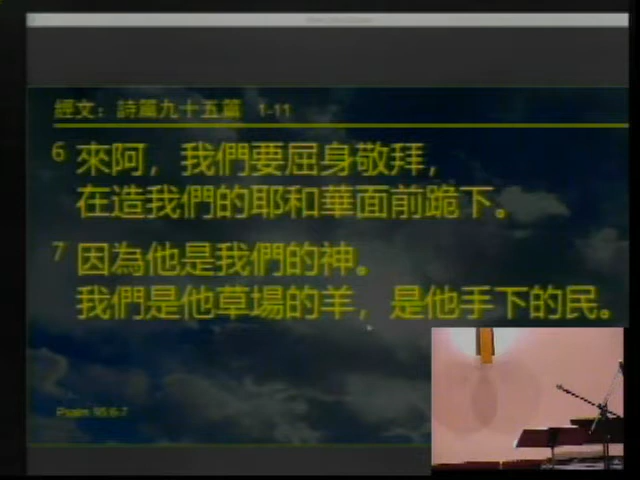 經文：詩篇九十五篇 1-11
6 來阿，我們要屈身敬拜，
在造我們的耶和華面前跪下。
7 因為他是我們的神。
我們是他草場的羊，是他手下的民。
Psalm 95:6-7